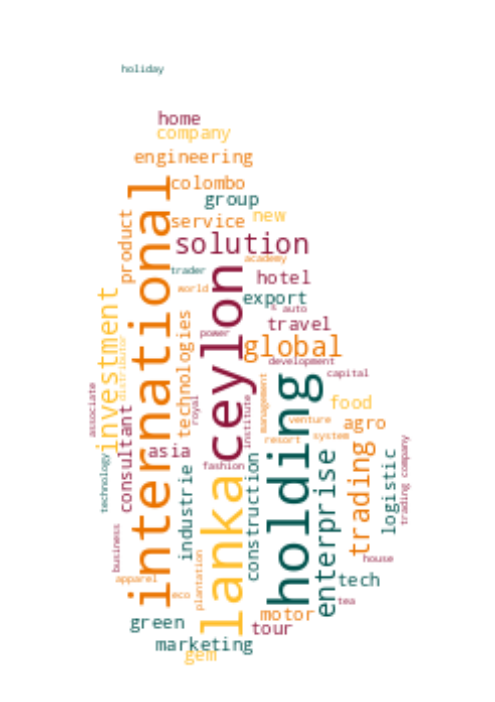 holiday
home
company
engineering
colombo
group
new
service
product
international
solution
academy
trader
hotel
world
export
auto
investment
distributor
technologies
power
ceylon
travel
global
development
capital
associate
consultant
royal
institute
management
holding
food
venture
agro
resort
system
asia
fashion
technology
industrie
lanka
construction
enterprise
trading
logistic
trading company
business
house
apparel
eco
plantation
tech
tea
motor
green
tour
marketing
gem